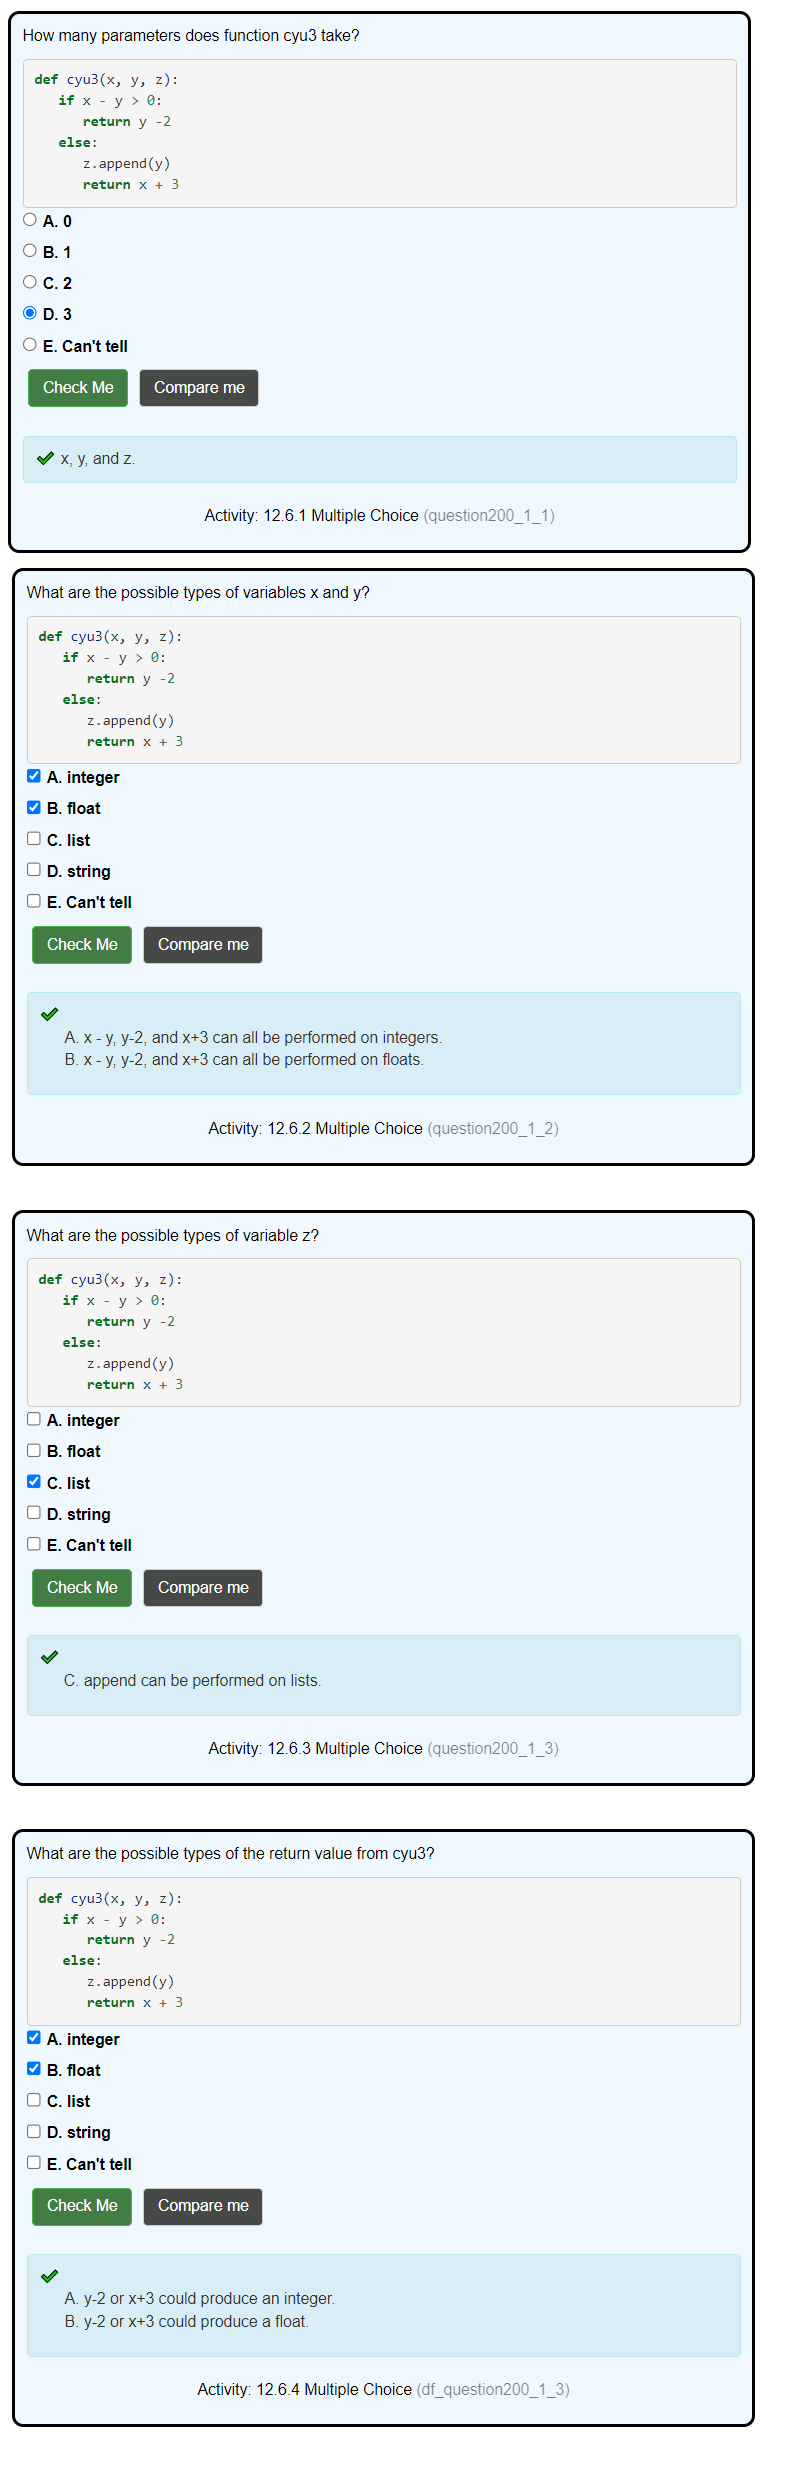 How many parameters does function cyu3 take?
def cyu3(x, y, z):
   if x - y > 0:
      return y -2
   else:
      z.append(y)
      return x + 3
A. 0
B. 1
C. 2
D. 3
E. Can't tell
Check Me Compare me
x, y, and z.
Activity: 12.6.1 Multiple Choice (question200_1_1)
What are the possible types of variables x and y?
def cyu3(x, y, z):
   if x - y > 0:
      return y -2
   else:
      z.append(y)
      return x + 3
A. integer
B. float
C. list
D. string
E. Can't tell
Check Me Compare me
A. x - y, y-2, and x+3 can all be performed on integers.
B. x - y, y-2, and x+3 can all be performed on floats.
Activity: 12.6.2 Multiple Choice (question200_1_2)
What are the possible types of variable z?
def cyu3(x, y, z):
   if x - y > 0:
      return y -2
   else:
      z.append(y)
      return x + 3
A. integer
B. float
C. list
D. string
E. Can't tell
Check Me Compare me
C. append can be performed on lists.
Activity: 12.6.3 Multiple Choice (question200_1_3)
What are the possible types of the return value from cyu3?
def cyu3(x, y, z):
   if x - y > 0:
      return y -2
   else:
      z.append(y)
      return x + 3
A. integer
B. float
C. list
D. string
E. Can't tell
Check Me Compare me
A. y-2 or x+3 could produce an integer.
B. y-2 or x+3 could produce a float.
Activity: 12.6.4 Multiple Choice (df_question200_1_3)